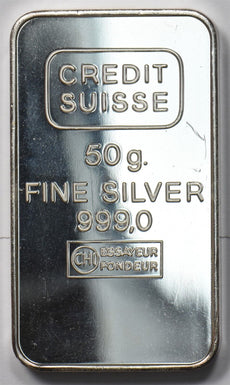 CREDIT
SUISSE
50 g.
FINE SILVER
999,0
CHI ESSAYEUR
FONDEUR